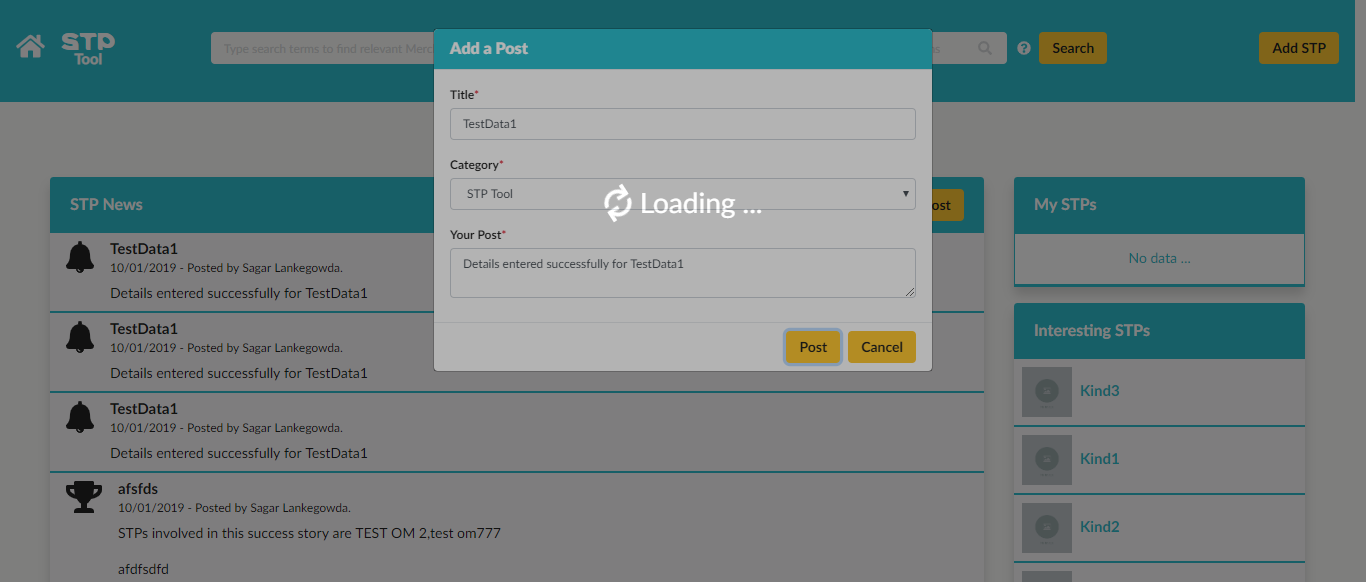 STP
Tool
Type search terms to find relevant Merc
ns
Search
Add STP
Add a Post
Title*
TestData1
Category*
STP Tool
Loading ...
Your Post*
Details entered successfully for TestData1
Post
Cancel
STP News
ost
TestData1
10/01/2019 - Posted by Sagar Lankegowda.
Details entered successfully for TestData1
TestData1
10/01/2019 - Posted by Sagar Lankegowda.
Details entered successfully for TestData1
TestData1
10/01/2019 - Posted by Sagar Lankegowda.
Details entered successfully for TestData1
afsfds
10/01/2019 - Posted by Sagar Lankegowda.
STPs involved in this success story are TEST OM 2,test om777
afdfsdfd
My STPs
No data ...
Interesting STPs
Kind3
Kind1
Kind2